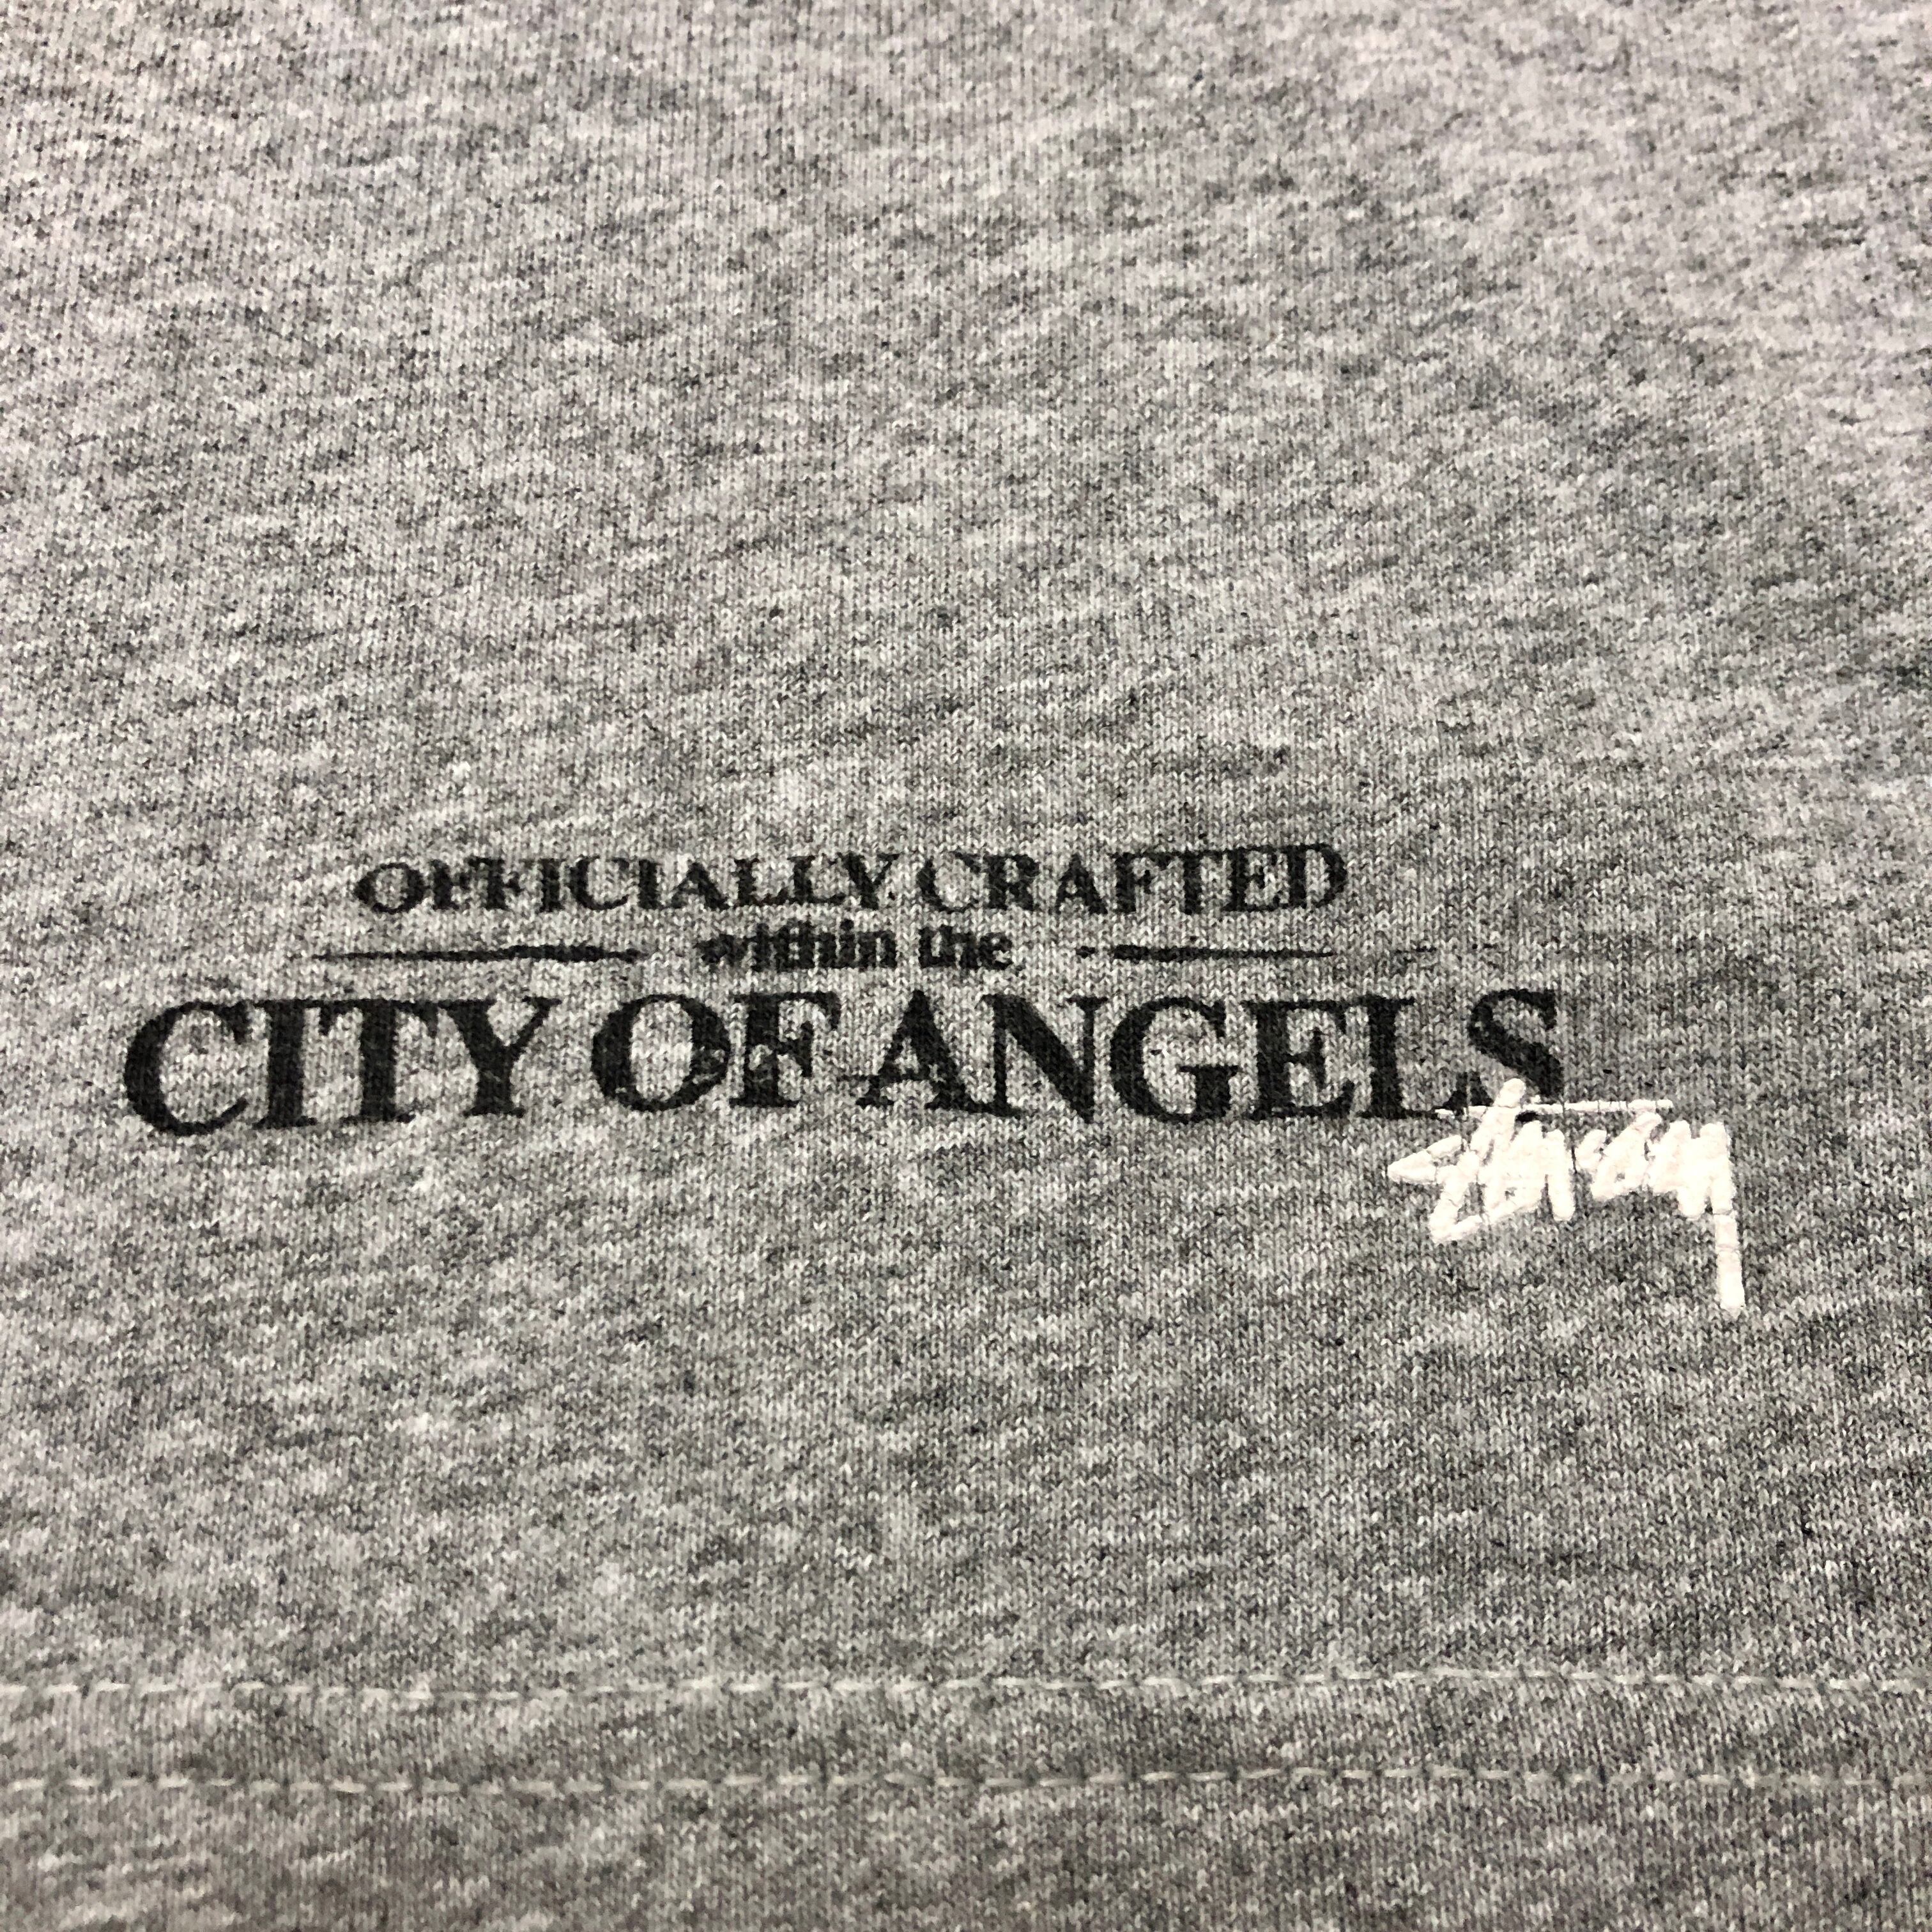 OFFICIALLY CRAFTED
within the
CITY OF ANGELS
Stussy